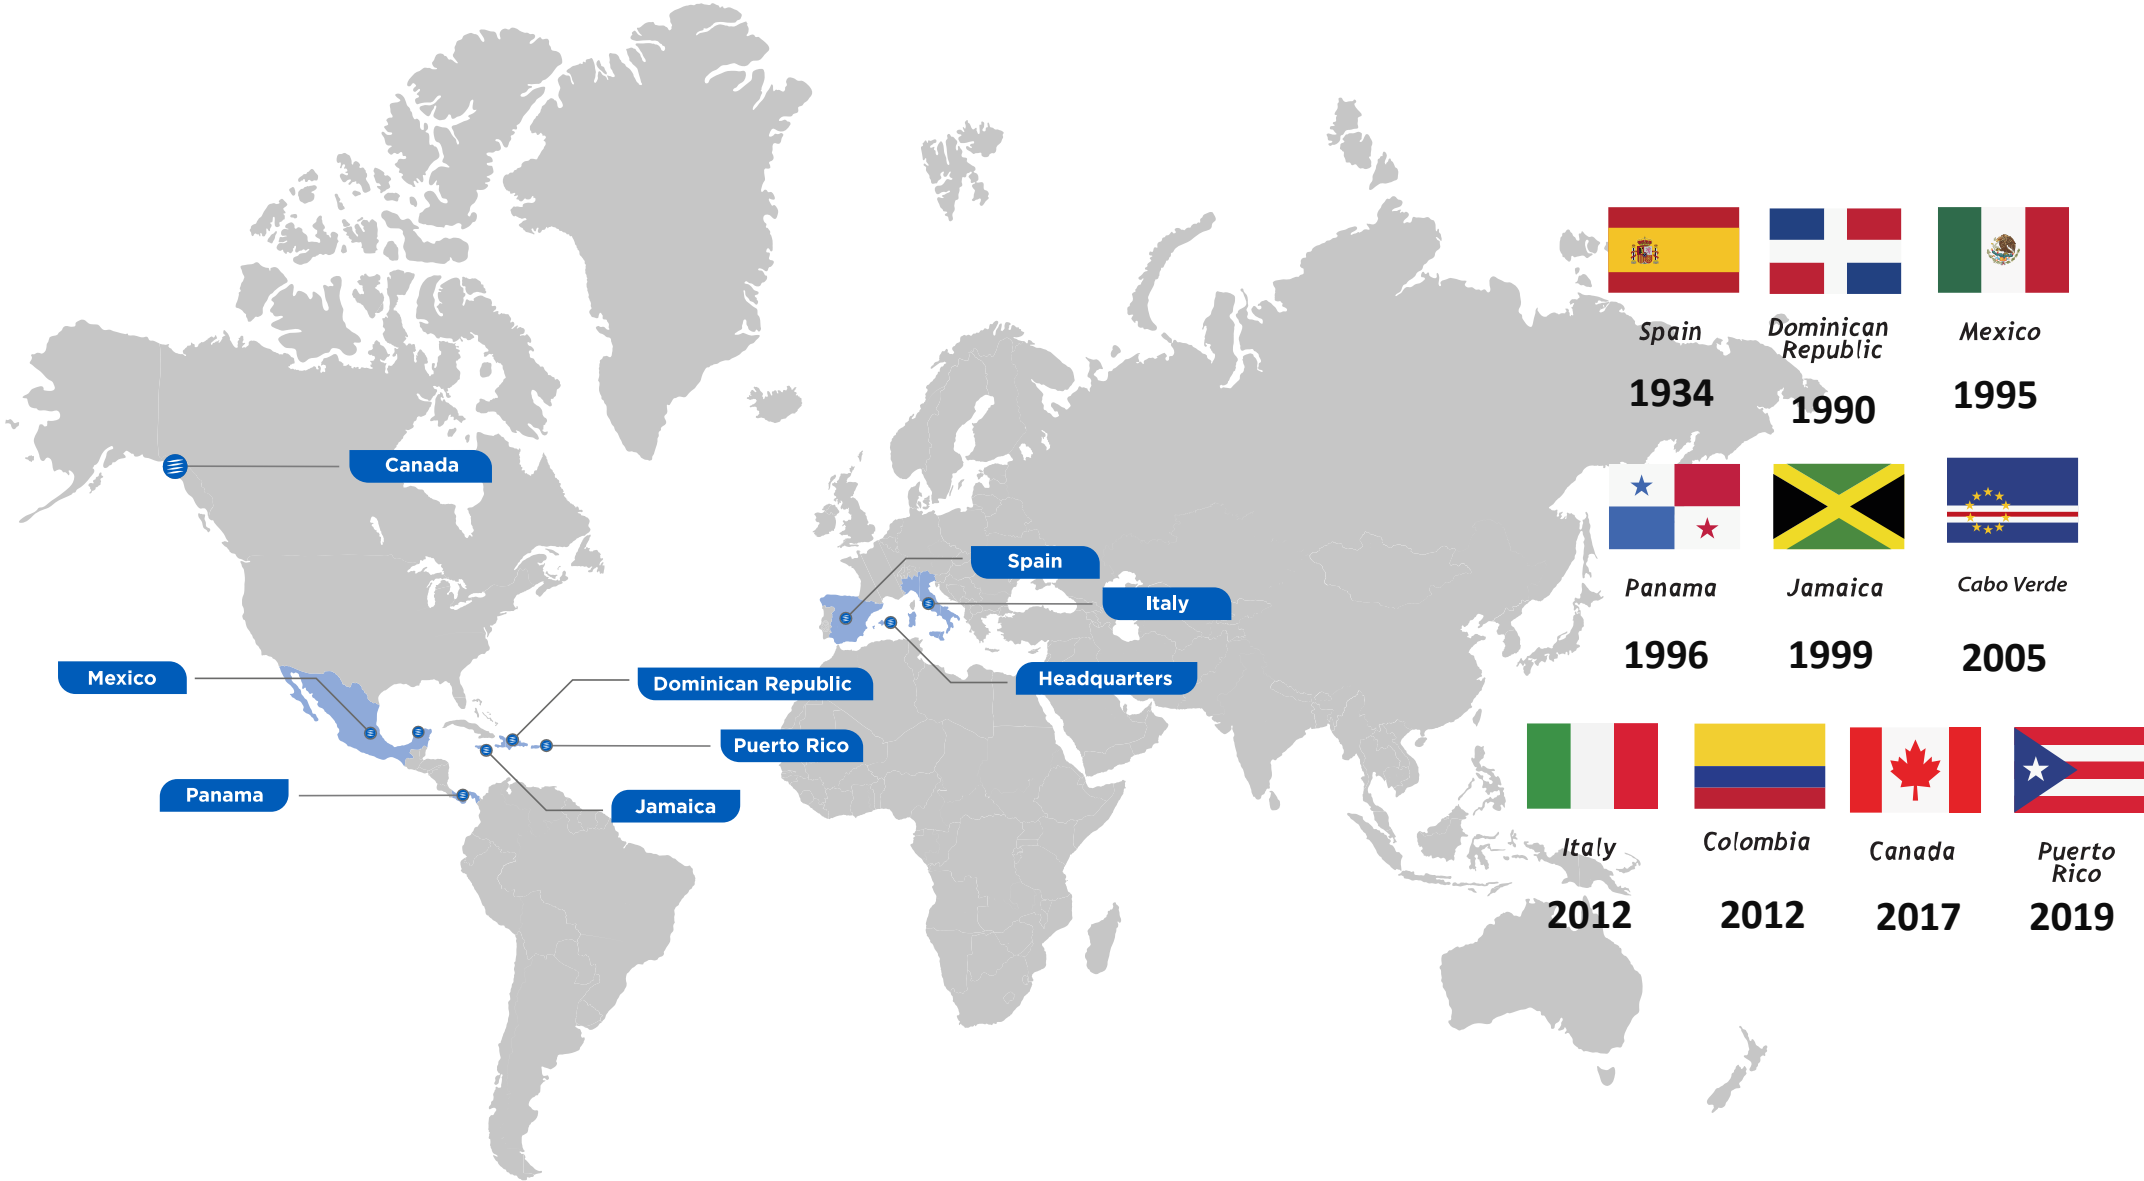 Canada
Spain
Italy
Mexico
Dominican Republic
Headquarters
Puerto Rico
Panama
Jamaica
Spain
Dominican
Republic
Mexico
1934
1990
1995
Panama
Jamaica
Cabo Verde
1996
1999
2005
Italy
Colombia
Canada
Puerto
Rico
2012
2012
2017
2019